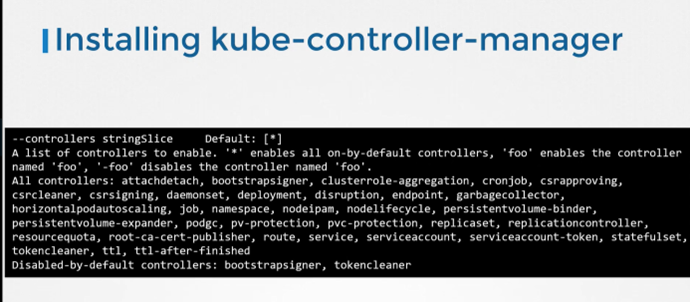 Installing kube-controller-manager
--controllers stringSlice     Default: [*]
A list of controllers to enable. '*' enables all on-by-default controllers, 'foo' enables the controller
named 'foo', '-foo' disables the controller named 'foo'.
All controllers: attachdetach, bootstrapsigner, clusterrole-aggregation, cronjob, csrapproving,
csrcleaner, csrsigning, daemonset, deployment, disruption, endpoint, garbagecollector,
horizontalpodautoscaling, job, namespace, nodeipam, nodelifecycle, persistentvolume-binder,
persistentvolume-expander, podgc, pv-protection, pvc-protection, replicaset, replicationcontroller,
resourcequota, root-ca-cert-publisher, route, service, serviceaccount, serviceaccount-token, statefulset,
tokencleaner, ttl, ttl-after-finished
Disabled-by-default controllers: bootstrapsigner, tokencleaner